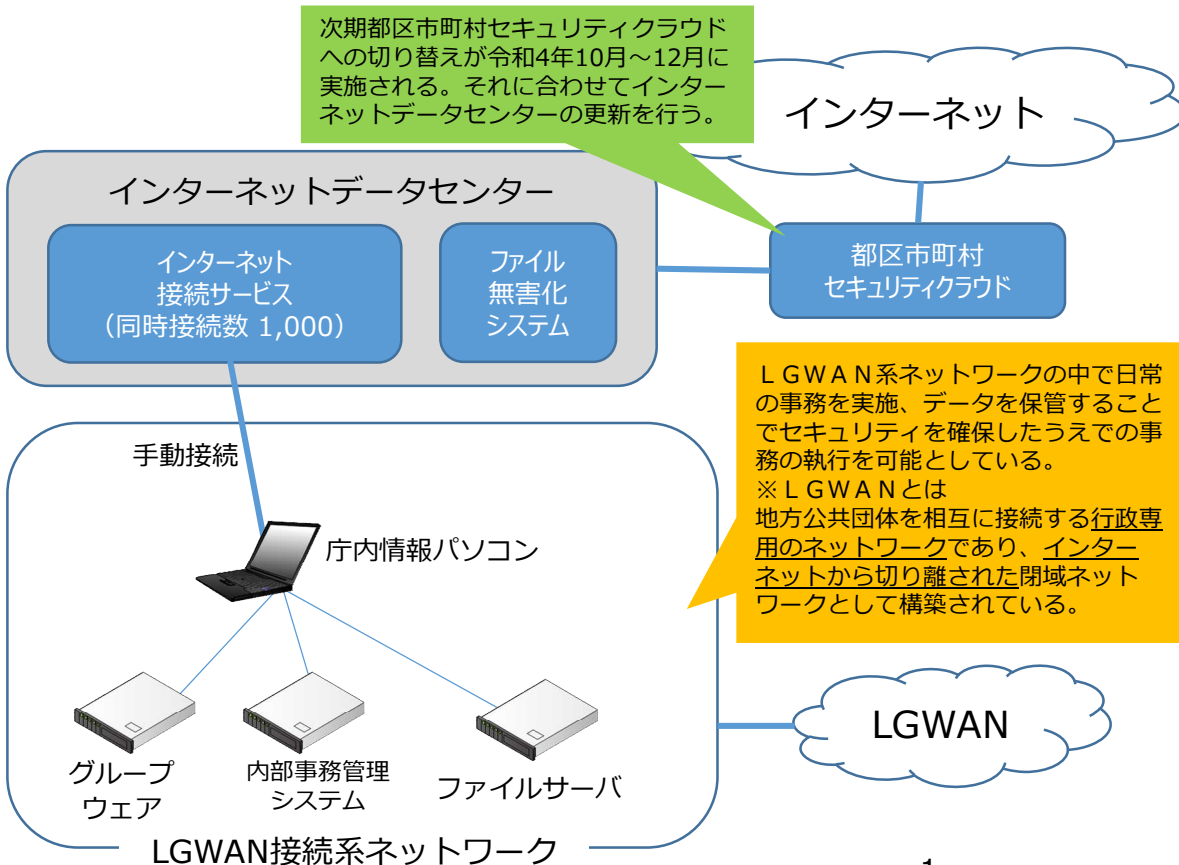 次期都区市町村セキュリティクラウド
への切り替えが令和4年10月～12月に
実施される。それに合わせてインター
ネットデータセンターの更新を行う。
インターネット
インターネットデータセンター
インターネット
接続サービス
（同時接続数 1,000）
ファイル
無害化
システム
都区市町村
セキュリティクラウド
ＬＧＷＡＮ系ネットワークの中で日常
の事務を実施、データを保管すること
でセキュリティを確保したうえでの事
務の執行を可能としている。
※ＬＧＷＡＮとは
地方公共団体を相互に接続する行政専
用のネットワークであり、インター
ネットから切り離された閉域ネット
ワークとして構築されている。
手動接続
庁内情報パソコン
グループ
ウェア
内部事務管理
システム
ファイルサーバ
LGWAN
LGWAN接続系ネットワーク